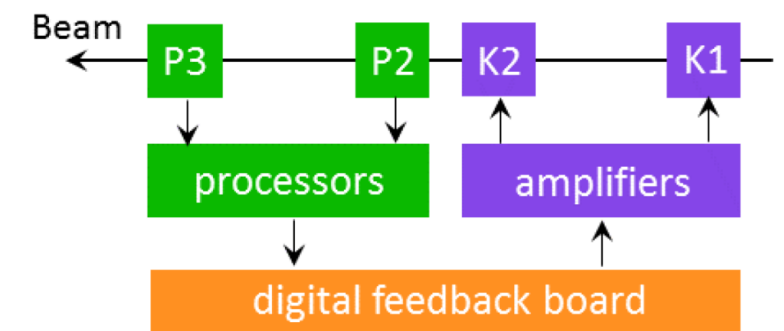 Beam
P3 P2 K2 K1
processors amplifiers
digital feedback board